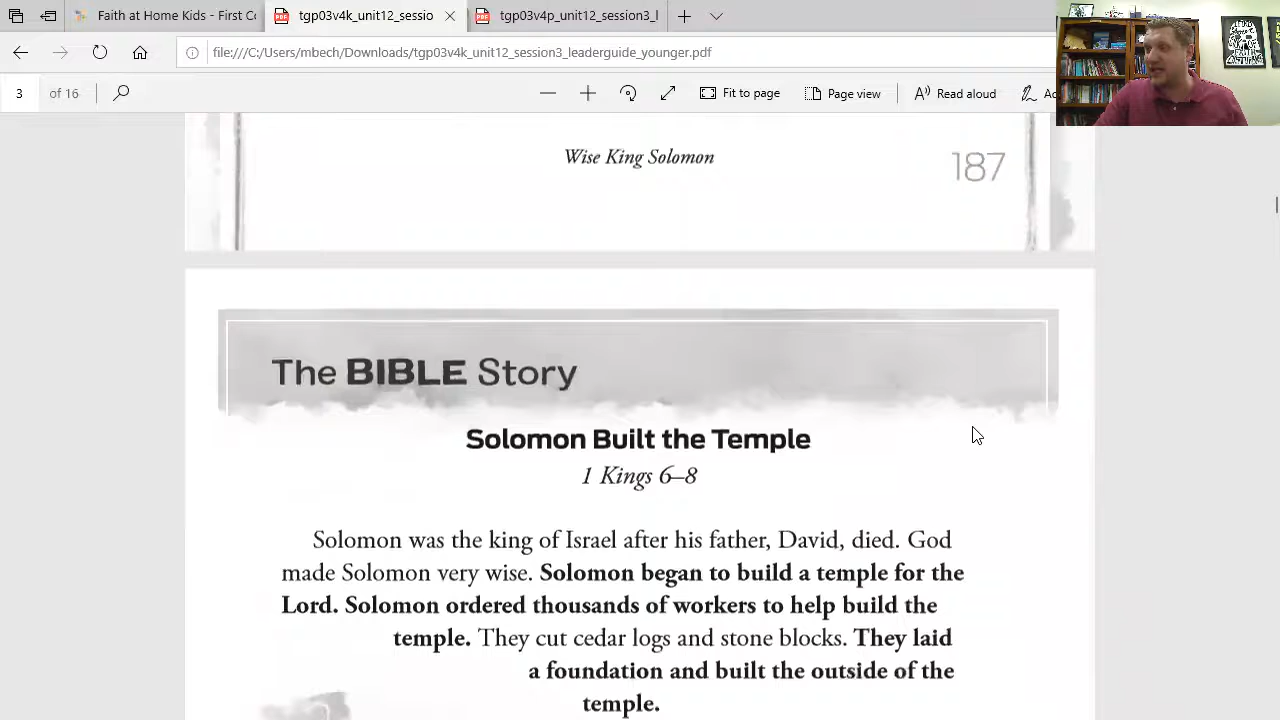 Faith at Home Kids - First Co
tgp03v4k_unit12_sessio
tgp03v4p_unit12_session3_l
file:///C:/Users/mbech/Downloads/tgp03v4k_unit12_session3_leaderguide_younger.pdf
3 of 16
Fit to page
Page view
Read aloud
Wise King Solomon
187
The BIBLE Story
Solomon Built the Temple
1 Kings 6–8
Solomon was the king of Israel after his father, David, died. God
made Solomon very wise. Solomon began to build a temple for the
Lord. Solomon ordered thousands of workers to help build the
temple. They cut cedar logs and stone blocks. They laid
a foundation and built the outside of the
temple.